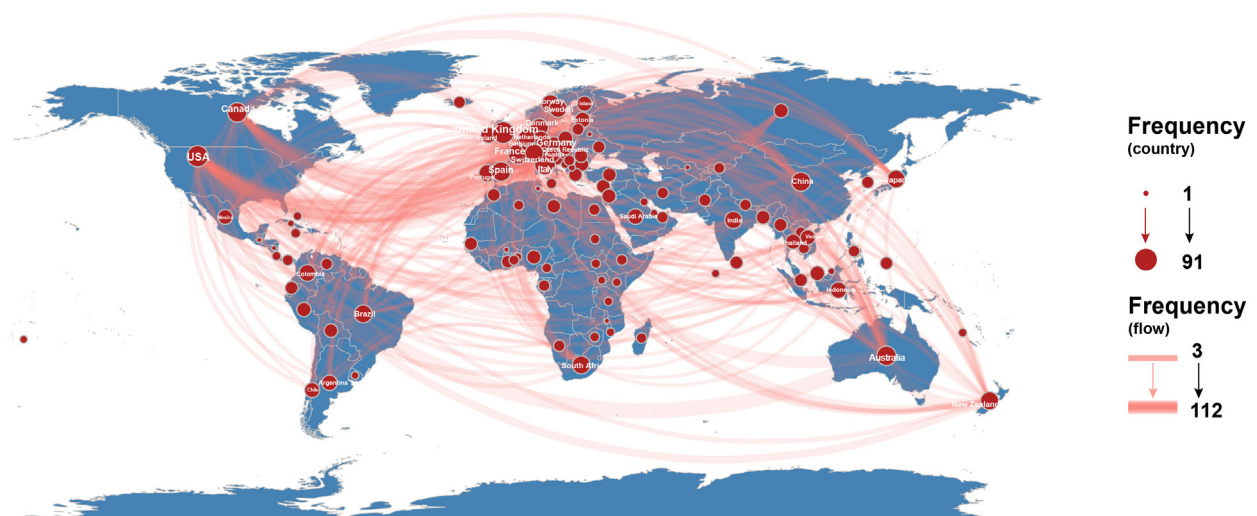 Canada
USA
Mexico
Colombia
Brazil
Argentina
Chile
Norway
Sweden
Finland
Estonia
Denmark
United Kingdom
Ireland
Netherlands
Belgium
Germany
Czech Republic
France
Switzerland
Italy
Spain
Portugal
Saudi Arabia
South Afri
India
China
Japan
Thailand
Indonesia
Australia
New Zealand
Frequency
(country)
1
91
Frequency
(flow)
3
112